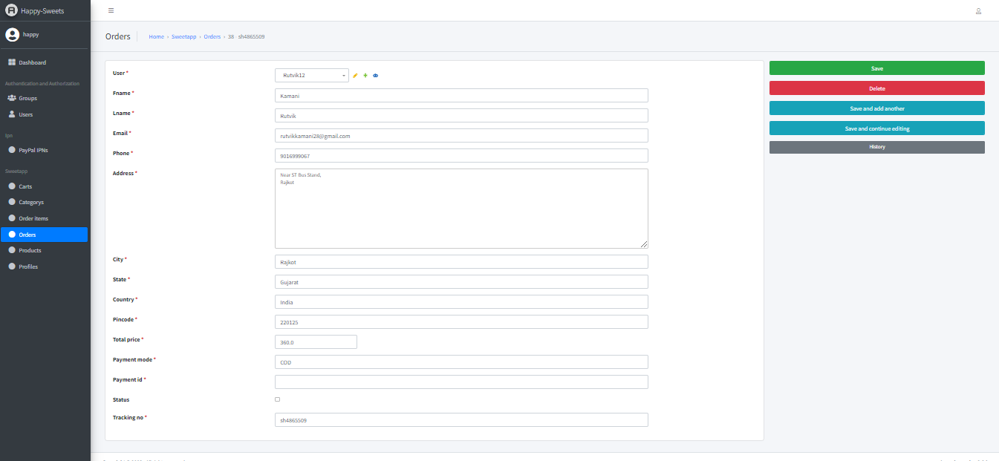 Happy-Sweets
happy
Dashboard
Authentication and Authorization
Groups
Users
Ipn
PayPal IPNs
Sweetapp
Carts
Categorys
Order items
Orders
Products
Profiles
Orders
Home › Sweetapp › Orders › 38 - sh4865509
User * Rutvik12
Fname * Kamani
Lname * Rutvik
Email * rutvikkamani28@gmail.com
Phone * 9016999067
Address * Near ST Bus Stand,
Rajkot
City * Rajkot
State * Gujarat
Country * India
Pincode * 220125
Total price * 360.0
Payment mode * COD
Payment id *
Status
Tracking no * sh4865509
Save
Delete
Save and add another
Save and continue editing
History